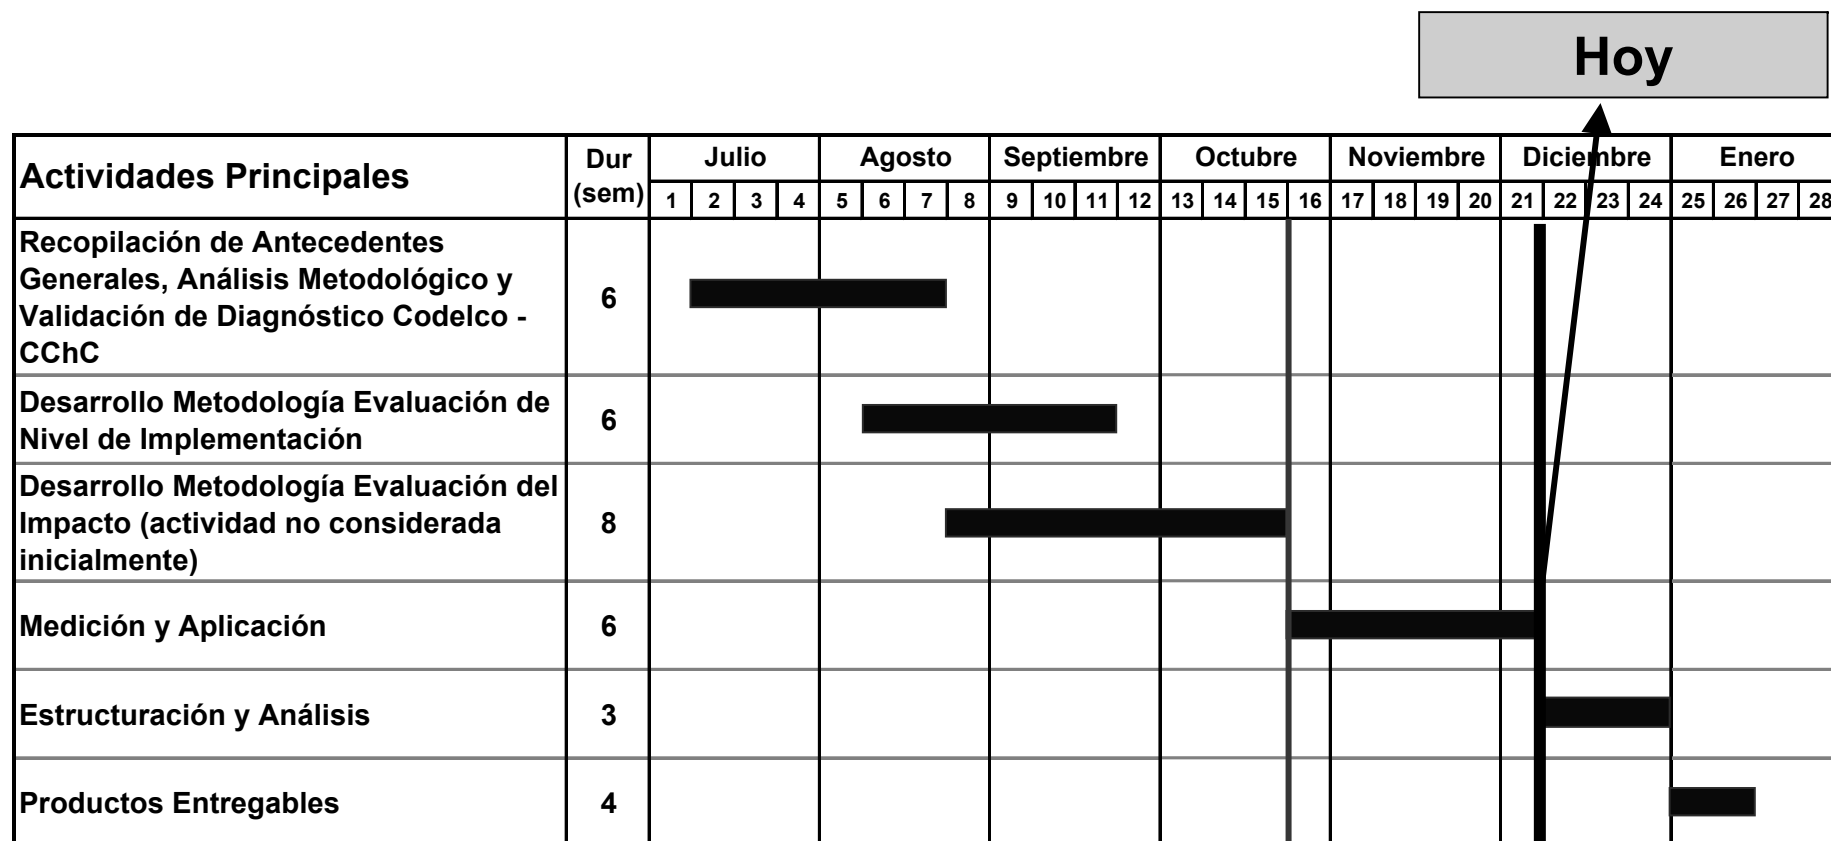 Hoy
Actividades Principales
Dur
(sem)
Julio Agosto Septiembre Octubre Noviembre Diciembre Enero
1 2 3 4 5 6 7 8 9 10 11 12 13 14 15 16 17 18 19 20 21 22 23 24 25 26 27 28
Recopilación de Antecedentes
Generales, Análisis Metodológico y
Validación de Diagnóstico Codelco -
CChC
6
Desarrollo Metodología Evaluación de
Nivel de Implementación
6
Desarrollo Metodología Evaluación del
Impacto (actividad no considerada
inicialmente)
8
Medición y Aplicación
6
Estructuración y Análisis
3
Productos Entregables
4